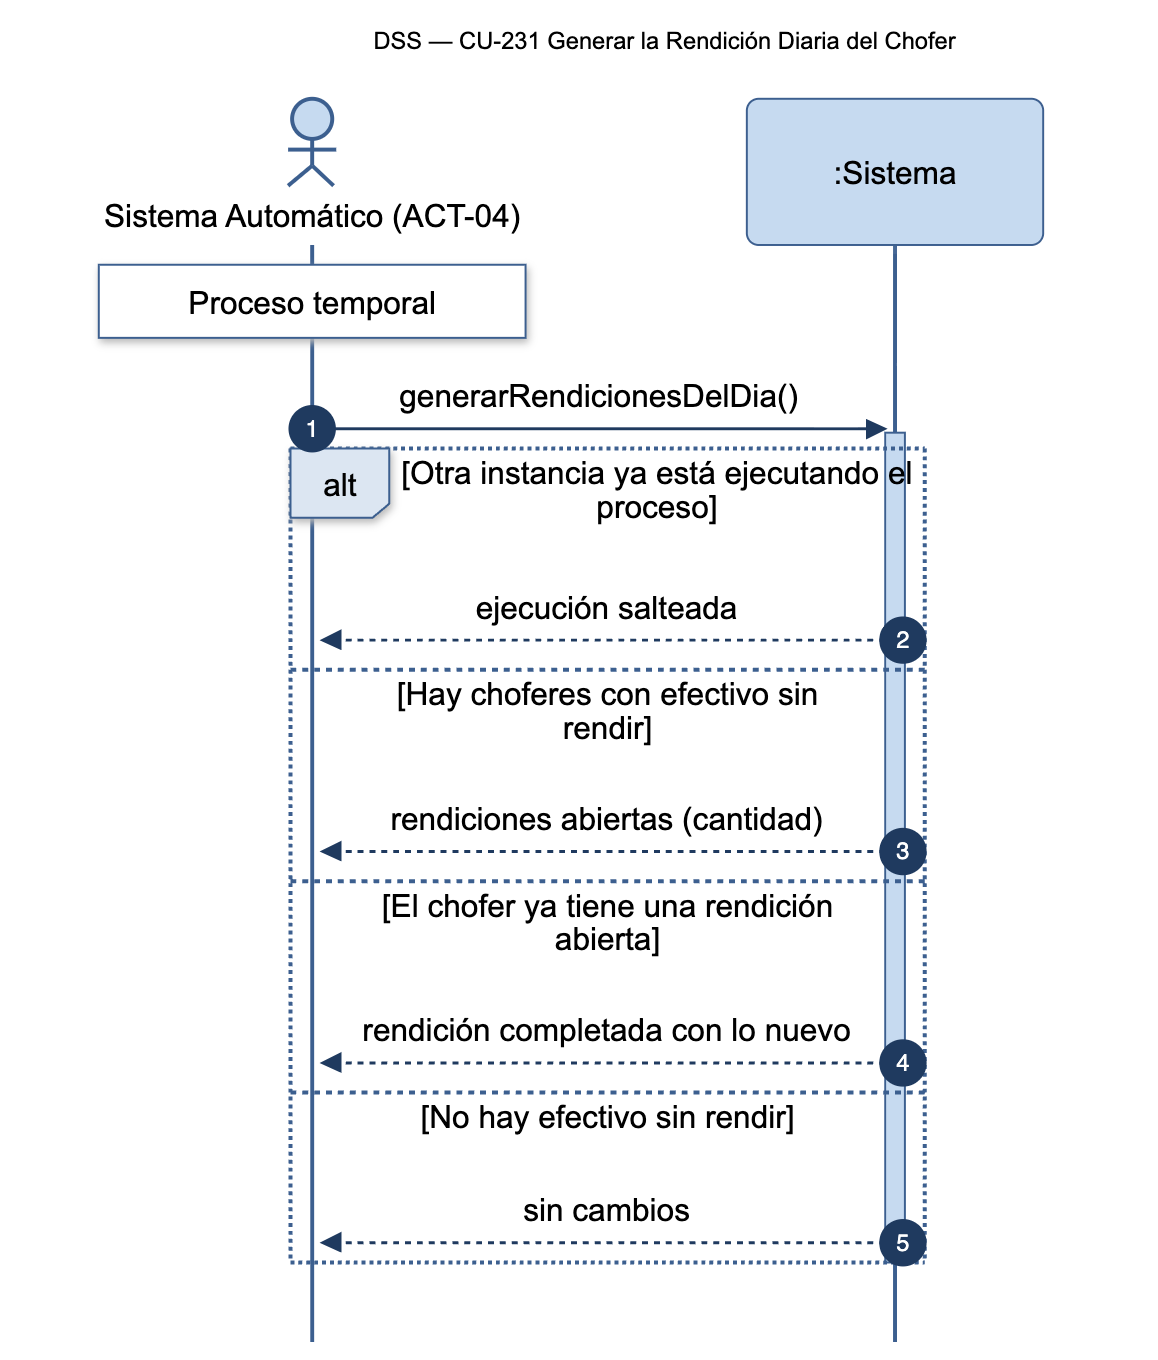 DSS — CU-231 Generar la Rendición Diaria del Chofer
Sistema Automático (ACT-04)
:Sistema
Proceso temporal
generarRendicionesDelDia()
1
alt
[Otra instancia ya está ejecutando el
proceso]
ejecución salteada
2
[Hay choferes con efectivo sin
rendir]
rendiciones abiertas (cantidad)
3
[El chofer ya tiene una rendición
abierta]
rendición completada con lo nuevo
4
[No hay efectivo sin rendir]
sin cambios
5